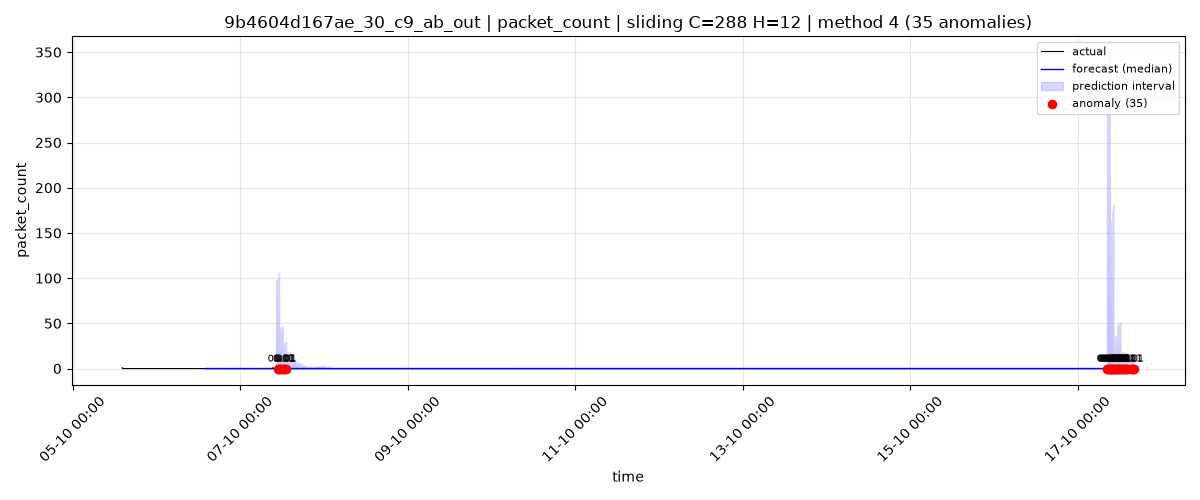 9b4604d167ae_30_c9_ab_out | packet_count | sliding C=288 H=12 | method 4 (35 anomalies)
actual
forecast (median)
prediction interval
anomaly (35)
packet_count
350
300
250
200
150
100
50
0
05-10 00:00
07-10 00:00
09-10 00:00
11-10 00:00
13-10 00:00
15-10 00:00
17-10 00:00
time